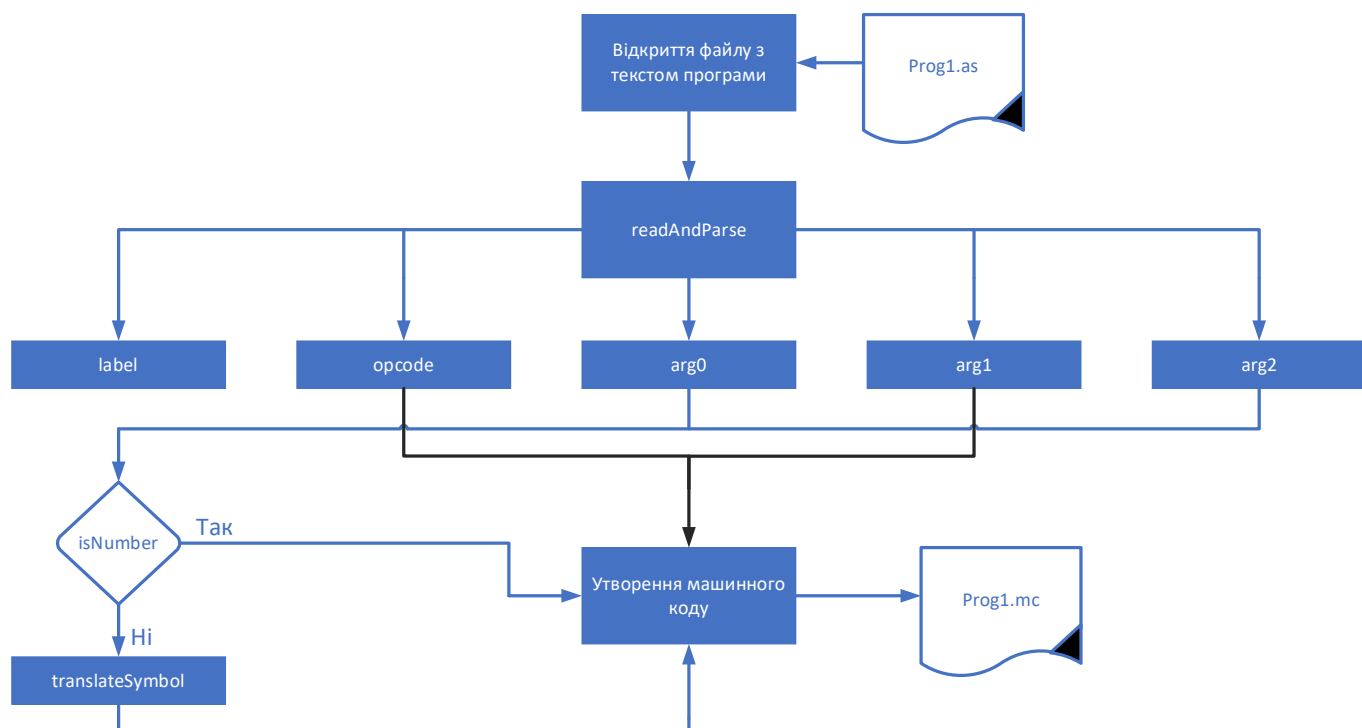 Відкриття файлу з
текстом програми
Prog1.as
readAndParse
label
opcode
arg0
arg1
arg2
isNumber
Так
Утворення машинного
коду
Prog1.mc
Ні
translateSymbol